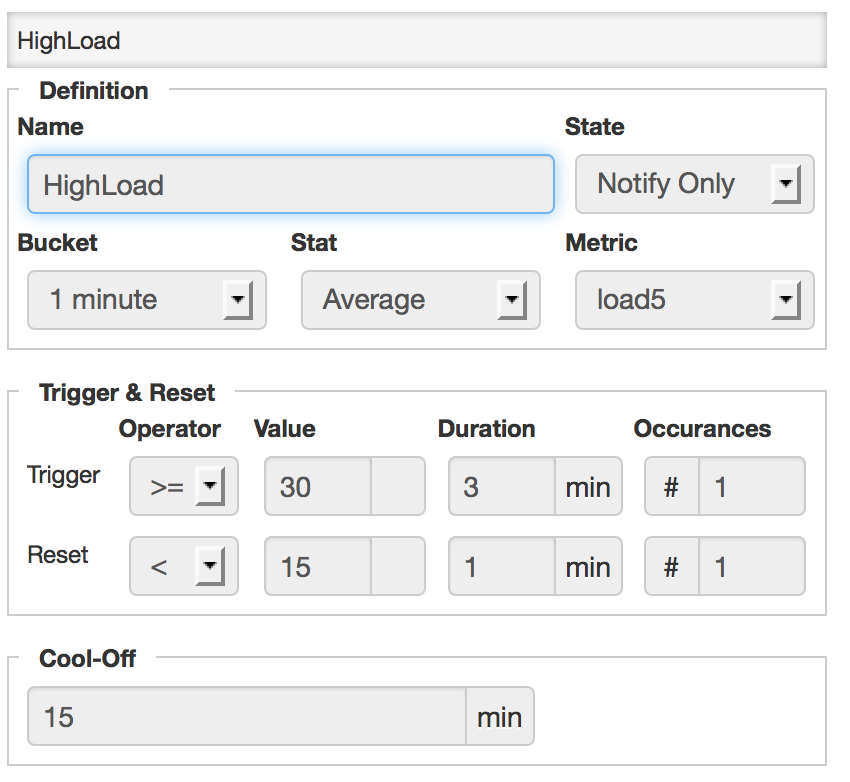 HighLoad
Definition
Name State
HighLoad Notify Only
Bucket Stat Metric
1 minute Average load5
Trigger & Reset
Operator Value Duration Occurances
Trigger >= 30 3 min # 1
Reset < 15 1 min # 1
Cool-Off
15 min